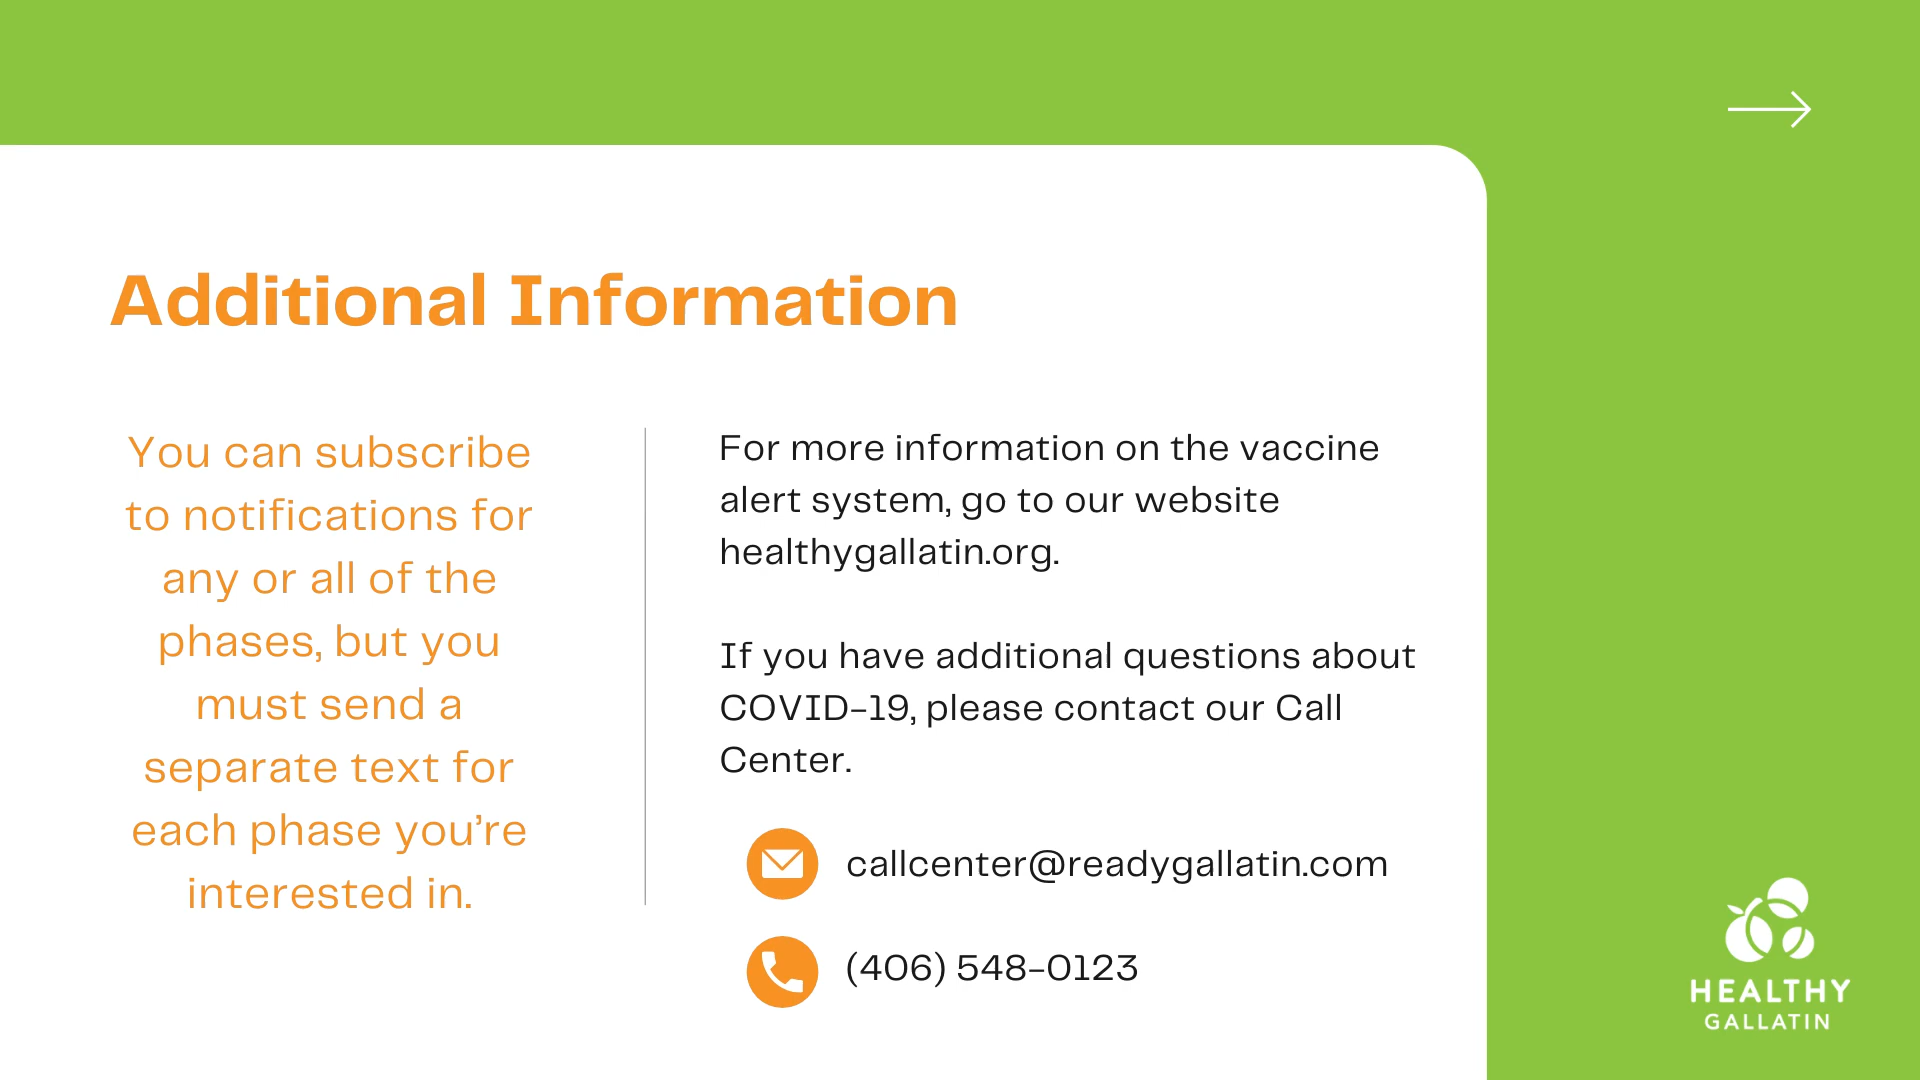 Additional Information
You can subscribe
to notifications for
any or all of the
phases, but you
must send a
separate text for
each phase you’re
interested in.
For more information on the vaccine
alert system, go to our website
healthygallatin.org.
If you have additional questions about
COVID-19, please contact our Call
Center.
callcenter@readygallatin.com
(406) 548-0123
HEALTHY
GALLATIN